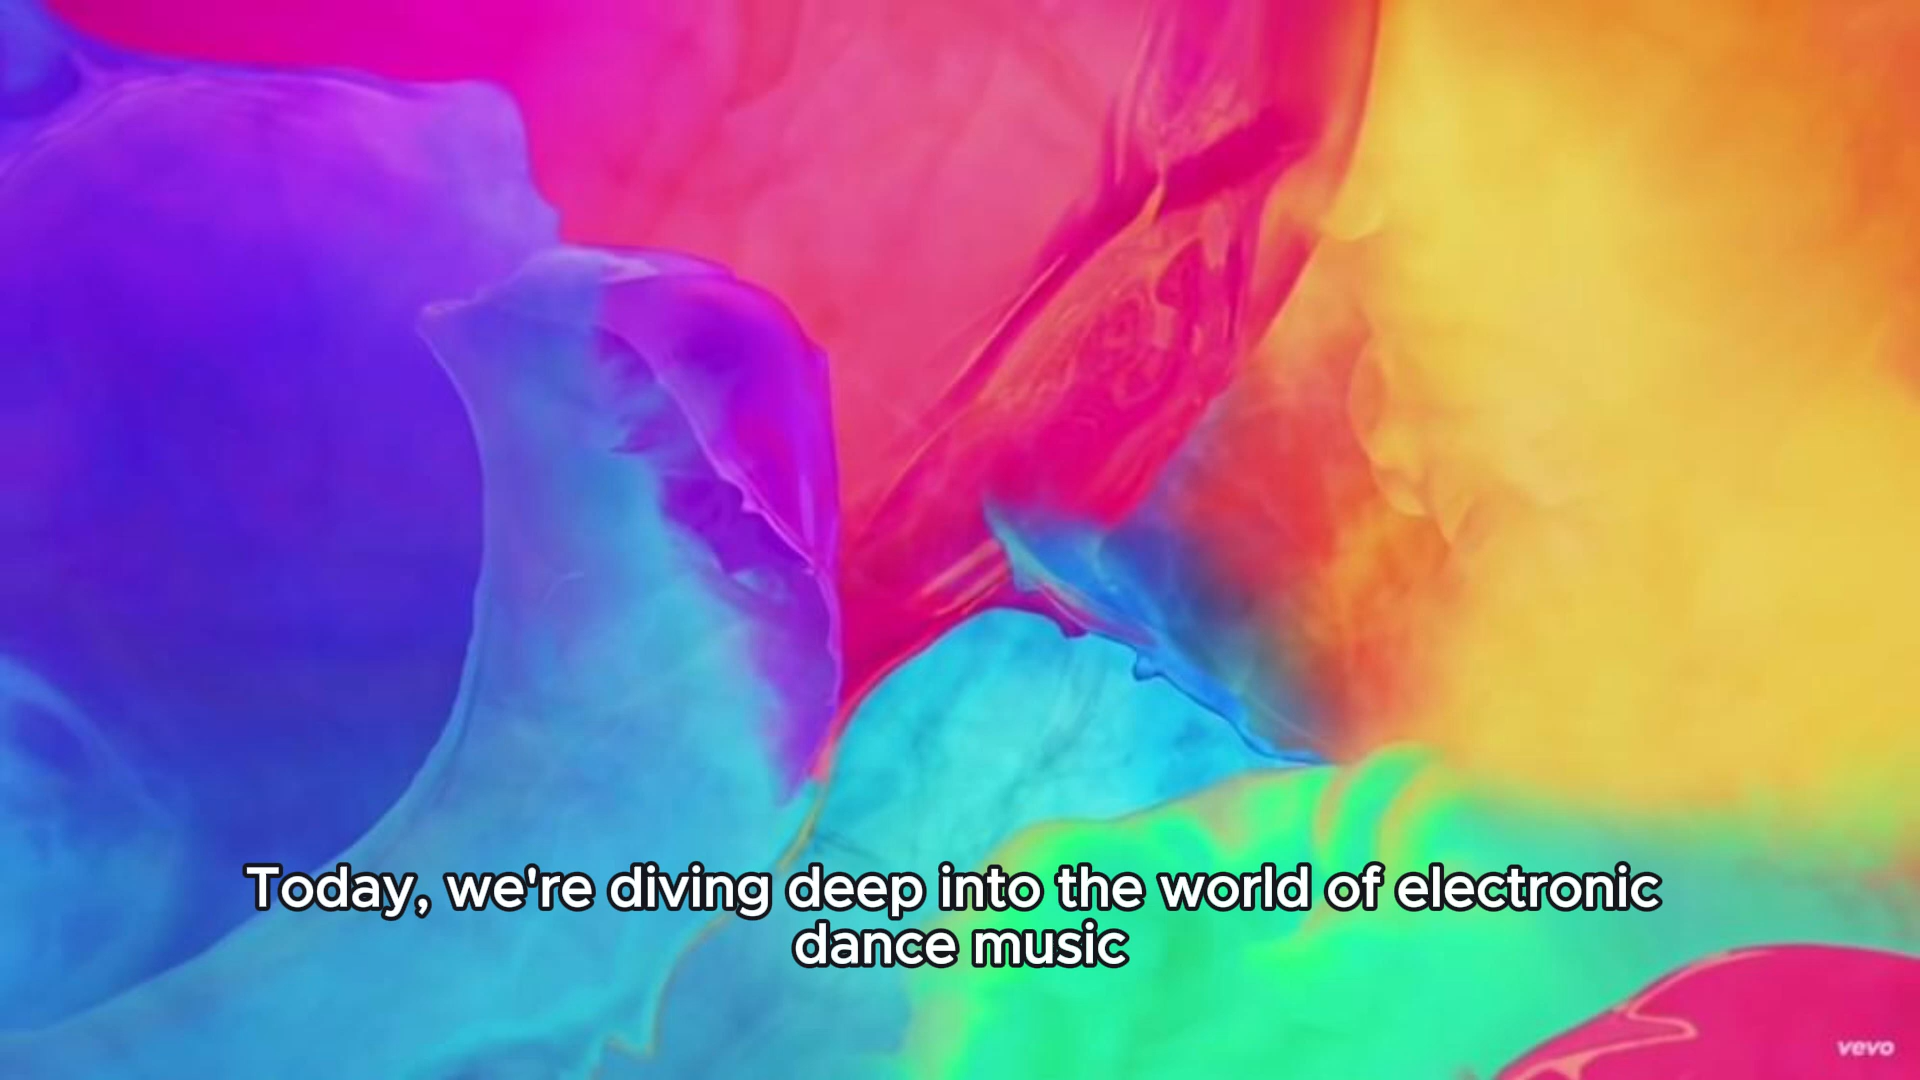 Today, we're diving deep into the world of electronic
dance music
vevo